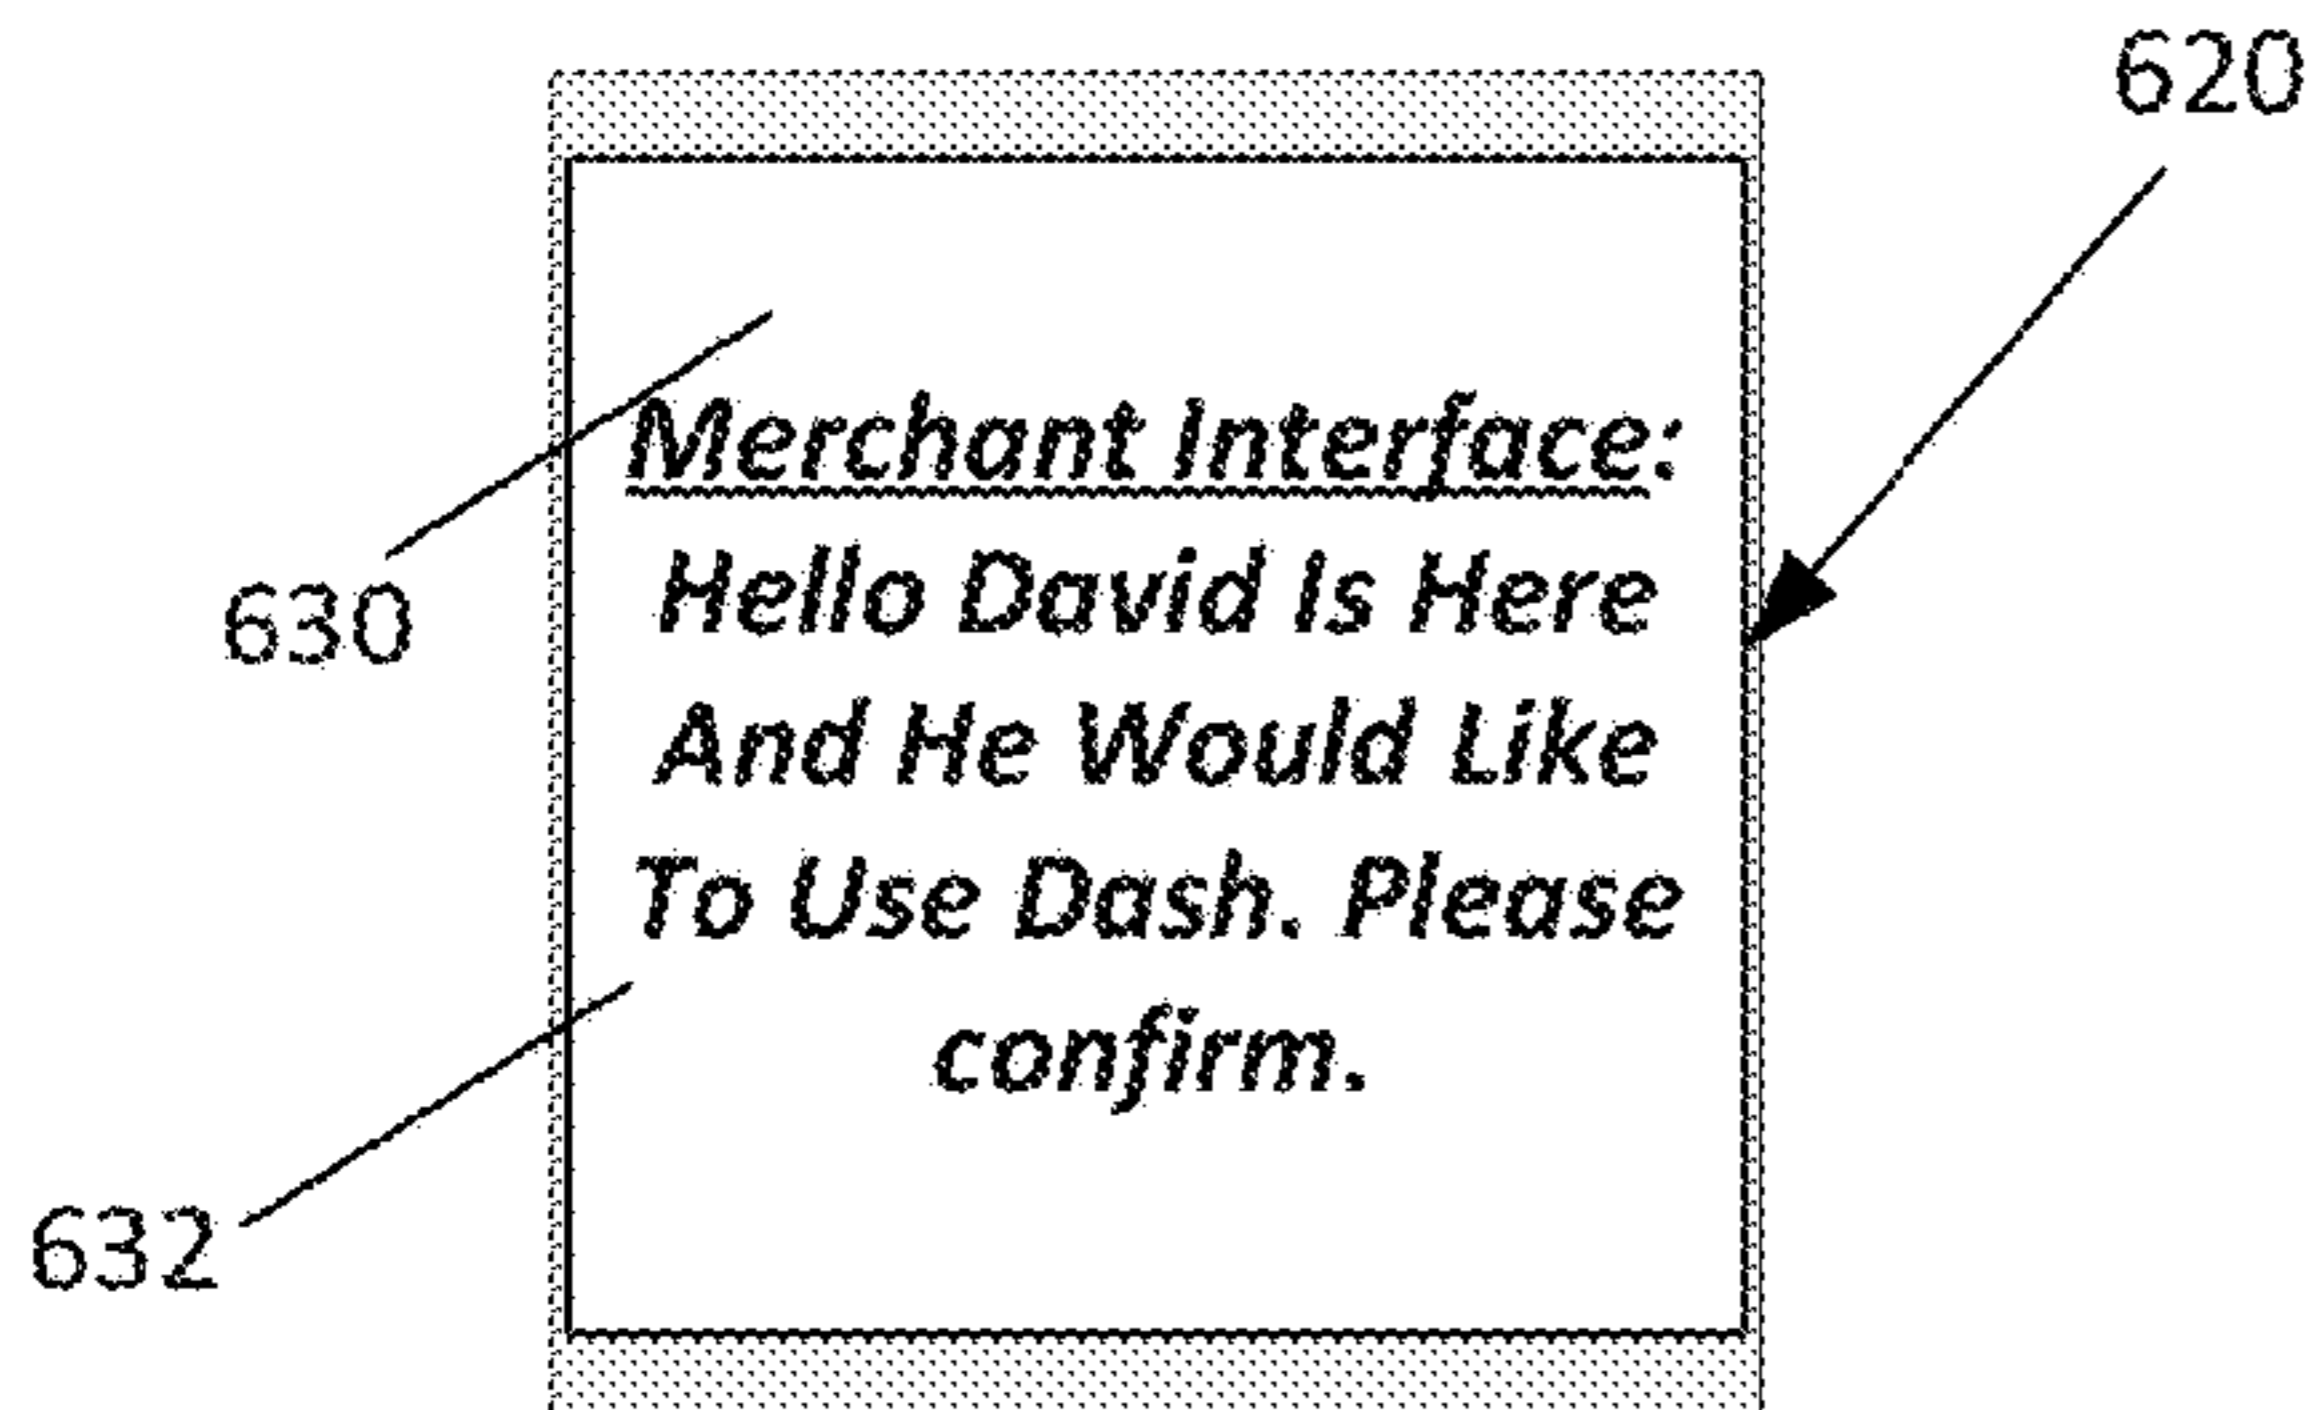 620
Merchant Interface:
Hello David Is Here
630
And He Would Like
To Use Dash. Please
confirm.
632